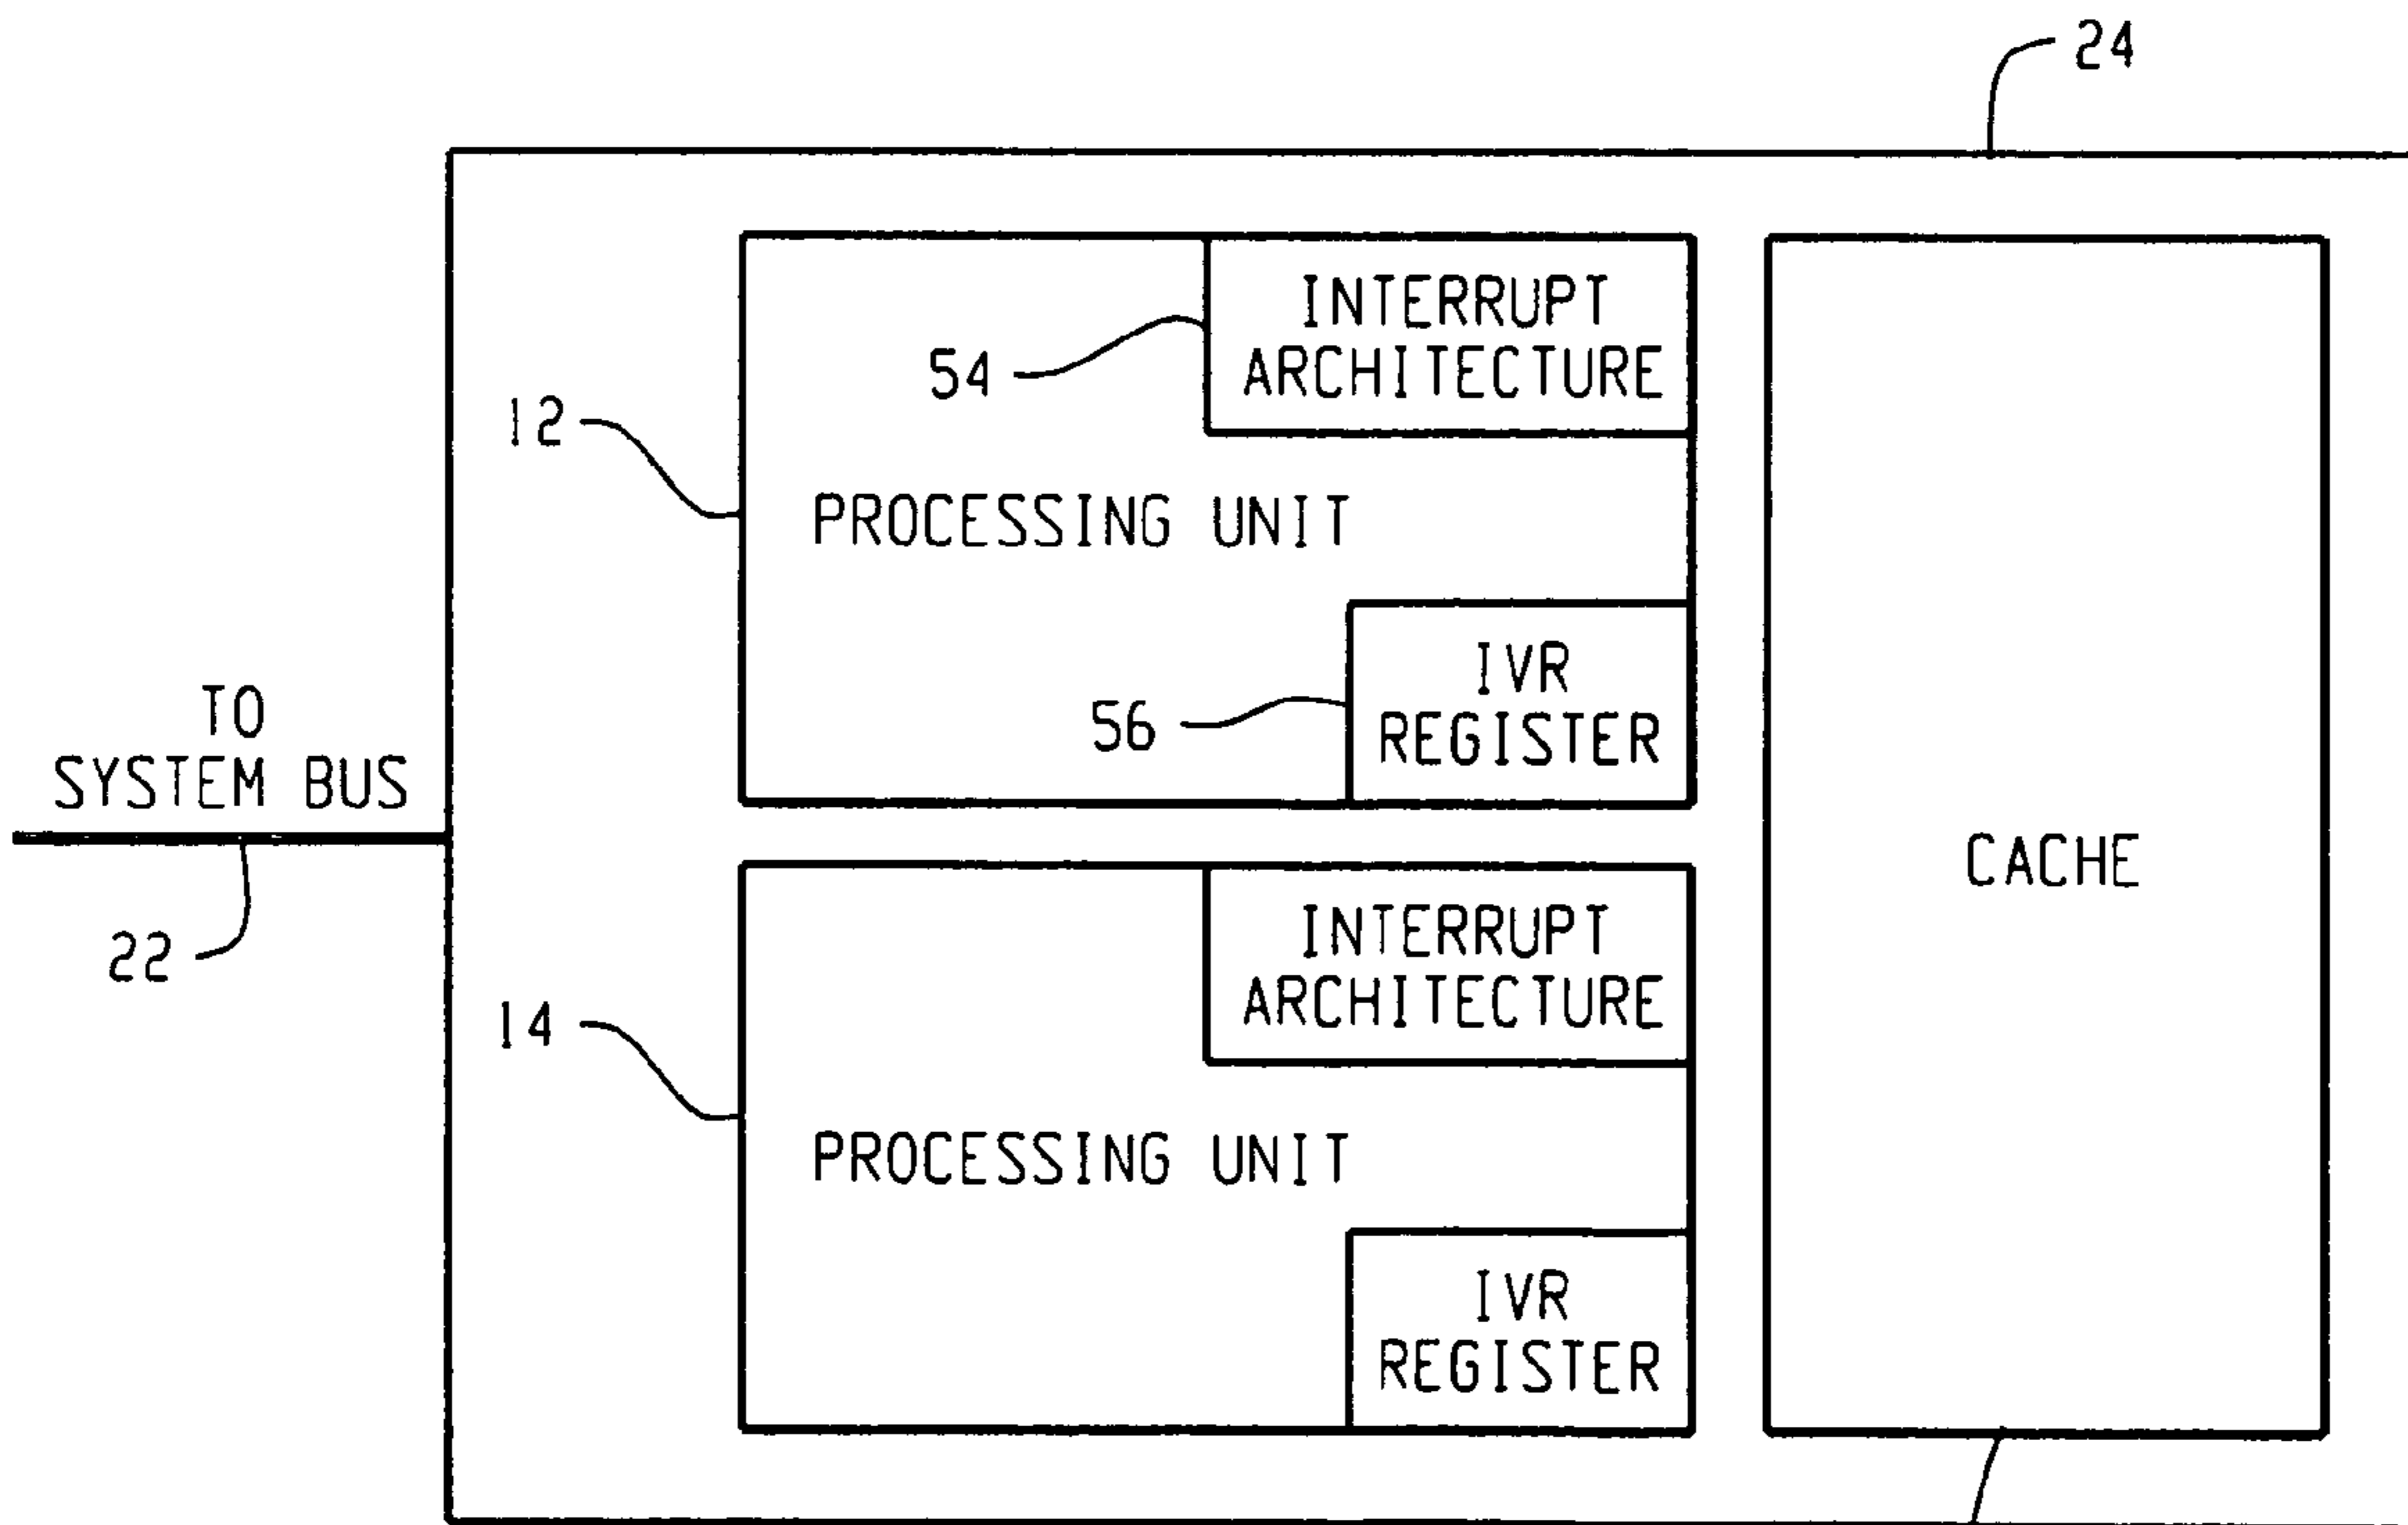 24
INTERRUPT
ARCHITECTURE
54
12
PROCESSING UNIT
IVR
REGISTER
56
TO
SYSTEM BUS
22
CACHE
INTERRUPT
ARCHITECTURE
14
PROCESSING UNIT
IVR
REGISTER